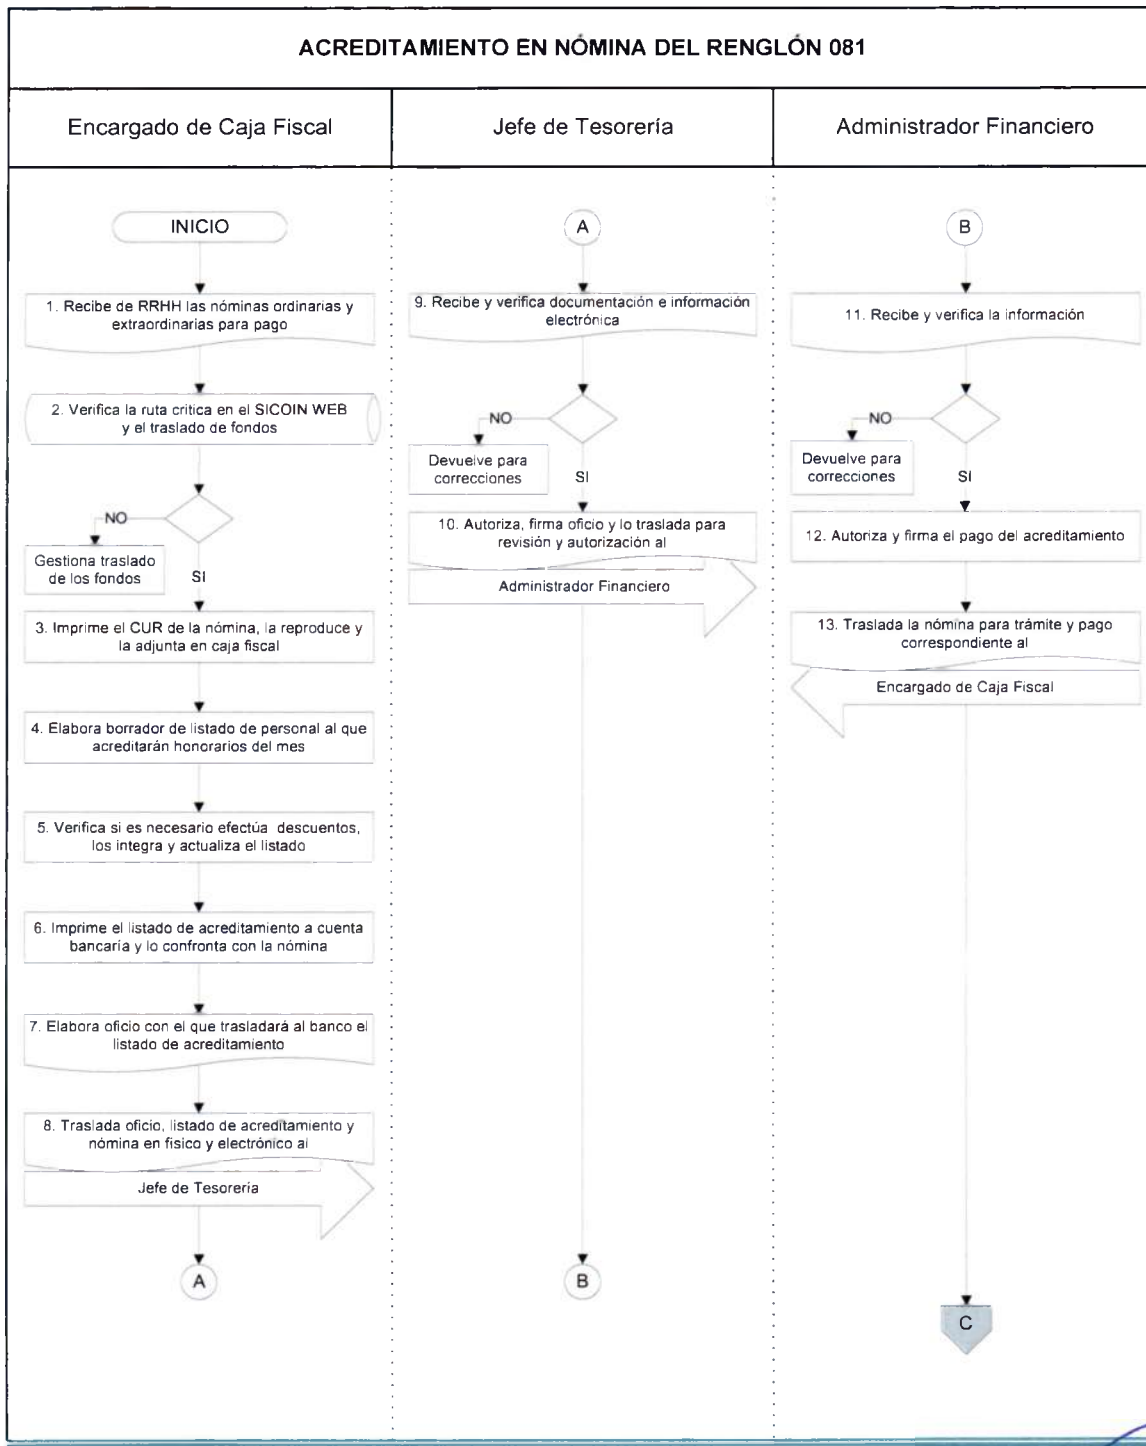 ACREDITAMIENTO EN NÓMINA DEL RENGLÓN 081
Encargado de Caja Fiscal
Jefe de Tesorería
Administrador Financiero
INICIO
1. Recibe de RRHH las nóminas ordinarias y
extraordinarias para pago
2. Verifica la ruta critica en el SICOIN WEB
y el traslado de fondos
NO
Gestiona traslado
de los fondos
SI
3. Imprime el CUR de la nómina, la reproduce y
la adjunta en caja fiscal
4. Elabora borrador de listado de personal al que
acreditarán honorarios del mes
5. Verifica si es necesario efectúa descuentos,
los integra y actualiza el listado
6. Imprime el listado de acreditamiento a cuenta
bancaría y lo confronta con la nómina
7. Elabora oficio con el que trasladará al banco el
listado de acreditamiento
8. Traslada oficio, listado de acreditamiento y
nómina en fisico y electrónico al
Jefe de Tesorería
A
A
9. Recibe y verifica documentación e información
electrónica
NO
Devuelve para
correcciones
SI
10. Autoriza, firma oficio y lo traslada para
revisión y autorización al
Administrador Financiero
B
B
11. Recibe y verifica la información
NO
Devuelve para
correcciones
SI
12. Autoriza y firma el pago del acreditamiento
13. Traslada la nómina para trámite y pago
correspondiente al
Encargado de Caja Fiscal
C